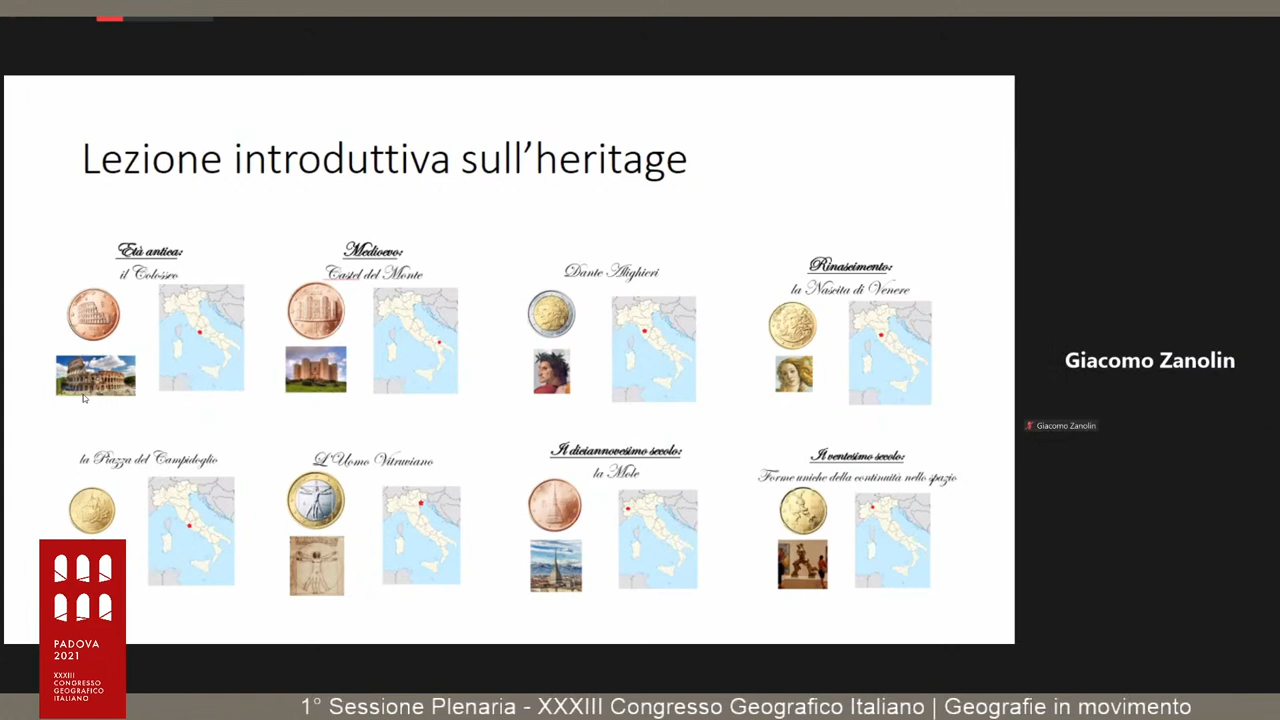 Lezione introduttiva sull'heritage
Età antica:
il Colosseo
Medioevo:
Castel del Monte
Dante Alighieri
Rinascimento:
la Nascita di Venere
la Piazza del Campidoglio
L'Uomo Vitruviano
Il diciannovesimo secolo:
la Mole
Il ventesimo secolo:
Forme uniche della continuità nello spazio
Giacomo Zanolin
Giacomo Zanolin
PADOVA
2021
XXXIII
CONGRESSO
GEOGRAFICO
ITALIANO
1° Sessione Plenaria - XXXIII Congresso Geografico Italiano | Geografie in movimento